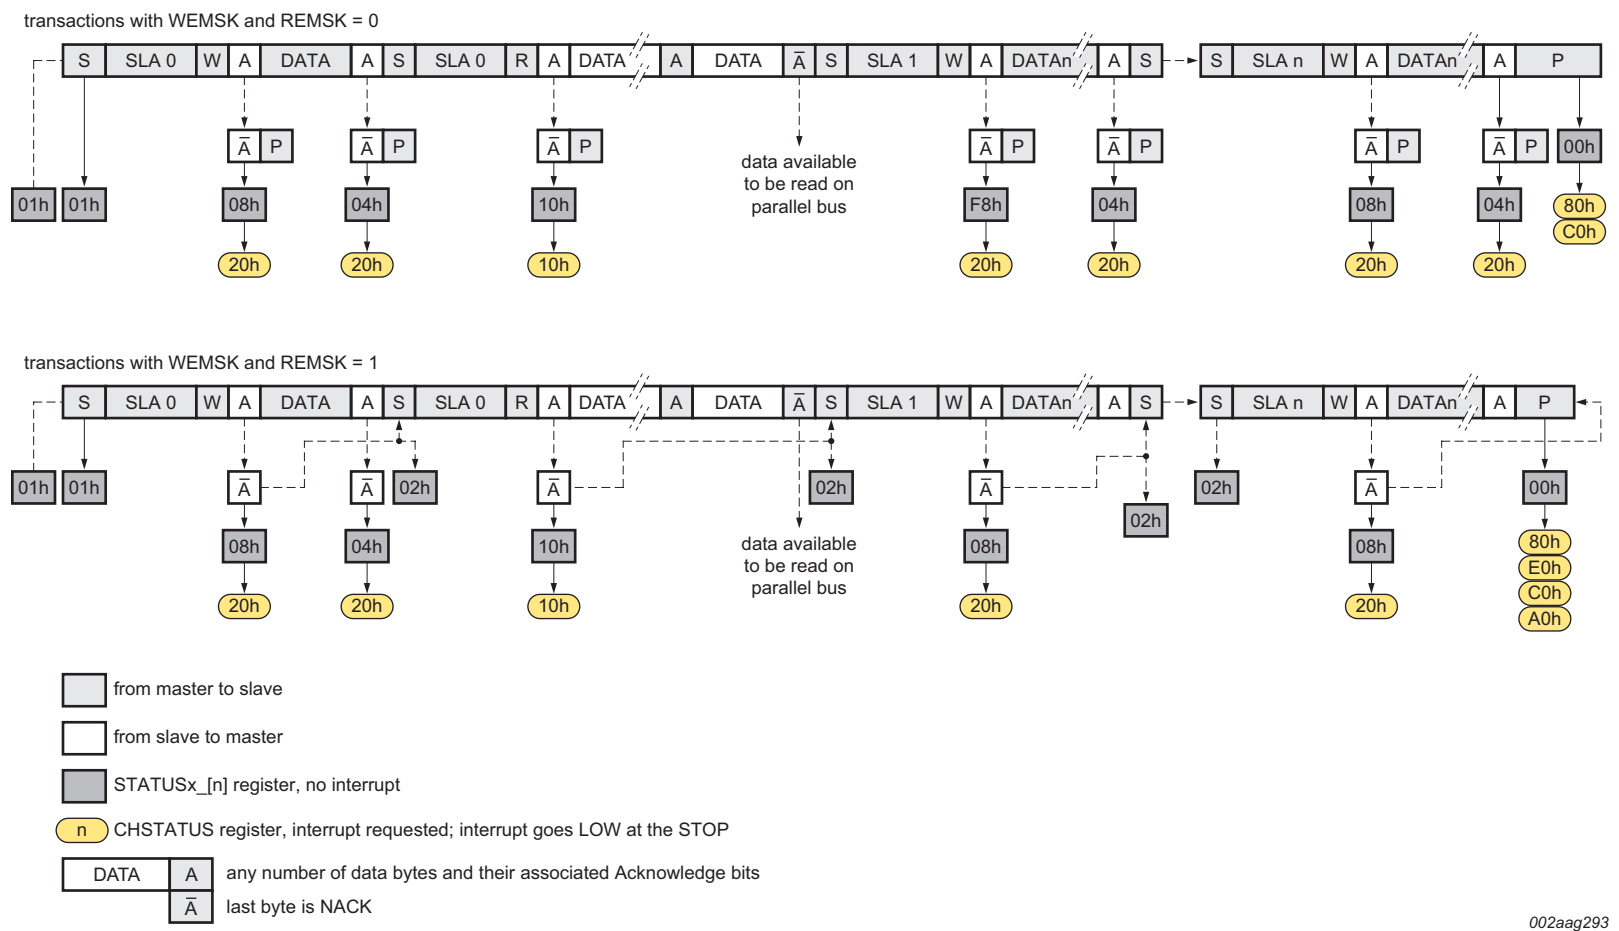 transactions with WEMSK and REMSK = 0
S SLA 0 W A DATA A S SLA 0 R A DATA A DATA A̅ S SLA 1 W A DATAn A S S SLA n W A DATAn A P
A̅ P A̅ P A̅ P A̅ P A̅ P A̅ P A̅ P 00h
data available
to be read on
parallel bus
01h 01h 08h 04h 10h F8h 04h 08h 04h 80h
C0h
20h 20h 10h 20h 20h 20h 20h
transactions with WEMSK and REMSK = 1
S SLA 0 W A DATA A S SLA 0 R A DATA A DATA A̅ S SLA 1 W A DATAn A S S SLA n W A DATAn A P
01h 01h A̅ A̅ 02h A̅ 02h A̅ 02h A̅ 00h
02h
08h 04h 10h 08h 08h 80h
data available
to be read on
parallel bus
E0h
C0h
A0h
20h 20h 10h 20h 20h
from master to slave
from slave to master
STATUSx_[n] register, no interrupt
n CHSTATUS register, interrupt requested; interrupt goes LOW at the STOP
DATA A any number of data bytes and their associated Acknowledge bits
A̅ last byte is NACK
002aag293